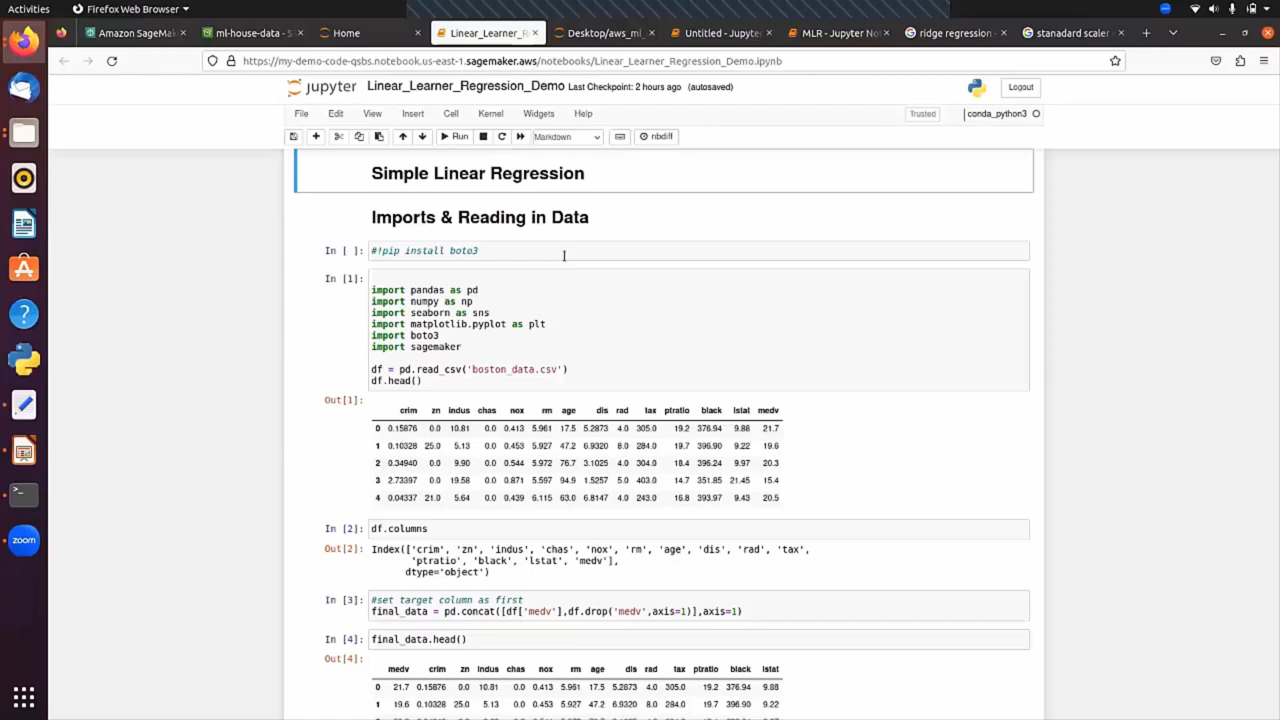 Activities Firefox Web Browser
Amazon SageMak ml-house-data - S Home Linear_Learner_R Desktop/aws_ml_ Untitled - Jupyter MLR - Jupyter Not ridge regression - stanadard scaler -
https://my-demo-code-qsbs.notebook.us-east-1.sagemaker.aws/notebooks/Linear_Learner_Regression_Demo.ipynb
jupyter Linear_Learner_Regression_Demo Last Checkpoint: 2 hours ago (autosaved) Logout
File Edit View Insert Cell Kernel Widgets Help Trusted conda_python3
Run Markdown nbdiff
Simple Linear Regression
Imports & Reading in Data
In [ ]: #!pip install boto3
In [1]:
import pandas as pd
import numpy as np
import seaborn as sns
import matplotlib.pyplot as plt
import boto3
import sagemaker
df = pd.read_csv('boston_data.csv')
df.head()
Out[1]:
crim zn indus chas nox rm age dis rad tax ptratio black lstat medv
0 0.15876 0.0 10.81 0.0 0.413 5.961 17.5 5.2873 4.0 305.0 19.2 376.94 9.88 21.7
1 0.10328 25.0 5.13 0.0 0.453 5.927 47.2 6.9320 8.0 284.0 19.7 396.90 9.22 19.6
2 0.34940 0.0 9.90 0.0 0.544 5.972 76.7 3.1025 4.0 304.0 18.4 396.24 9.97 20.3
3 2.73397 0.0 19.58 0.0 0.871 5.597 94.9 1.5257 5.0 403.0 14.7 351.85 21.45 15.4
4 0.04337 21.0 5.64 0.0 0.439 6.115 63.0 6.8147 4.0 243.0 16.8 393.97 9.43 20.5
In [2]: df.columns
Out[2]: Index(['crim', 'zn', 'indus', 'chas', 'nox', 'rm', 'age', 'dis', 'rad', 'tax',
'ptratio', 'black', 'lstat', 'medv'],
dtype='object')
In [3]: #set target column as first
final_data = pd.concat([df['medv'],df.drop('medv',axis=1)],axis=1)
In [4]: final_data.head()
Out[4]:
medv crim zn indus chas nox rm age dis rad tax ptratio black lstat
0 21.7 0.15876 0.0 10.81 0.0 0.413 5.961 17.5 5.2873 4.0 305.0 19.2 376.94 9.88
1 19.6 0.10328 25.0 5.13 0.0 0.453 5.927 47.2 6.9320 8.0 284.0 19.7 396.90 9.22
zoom